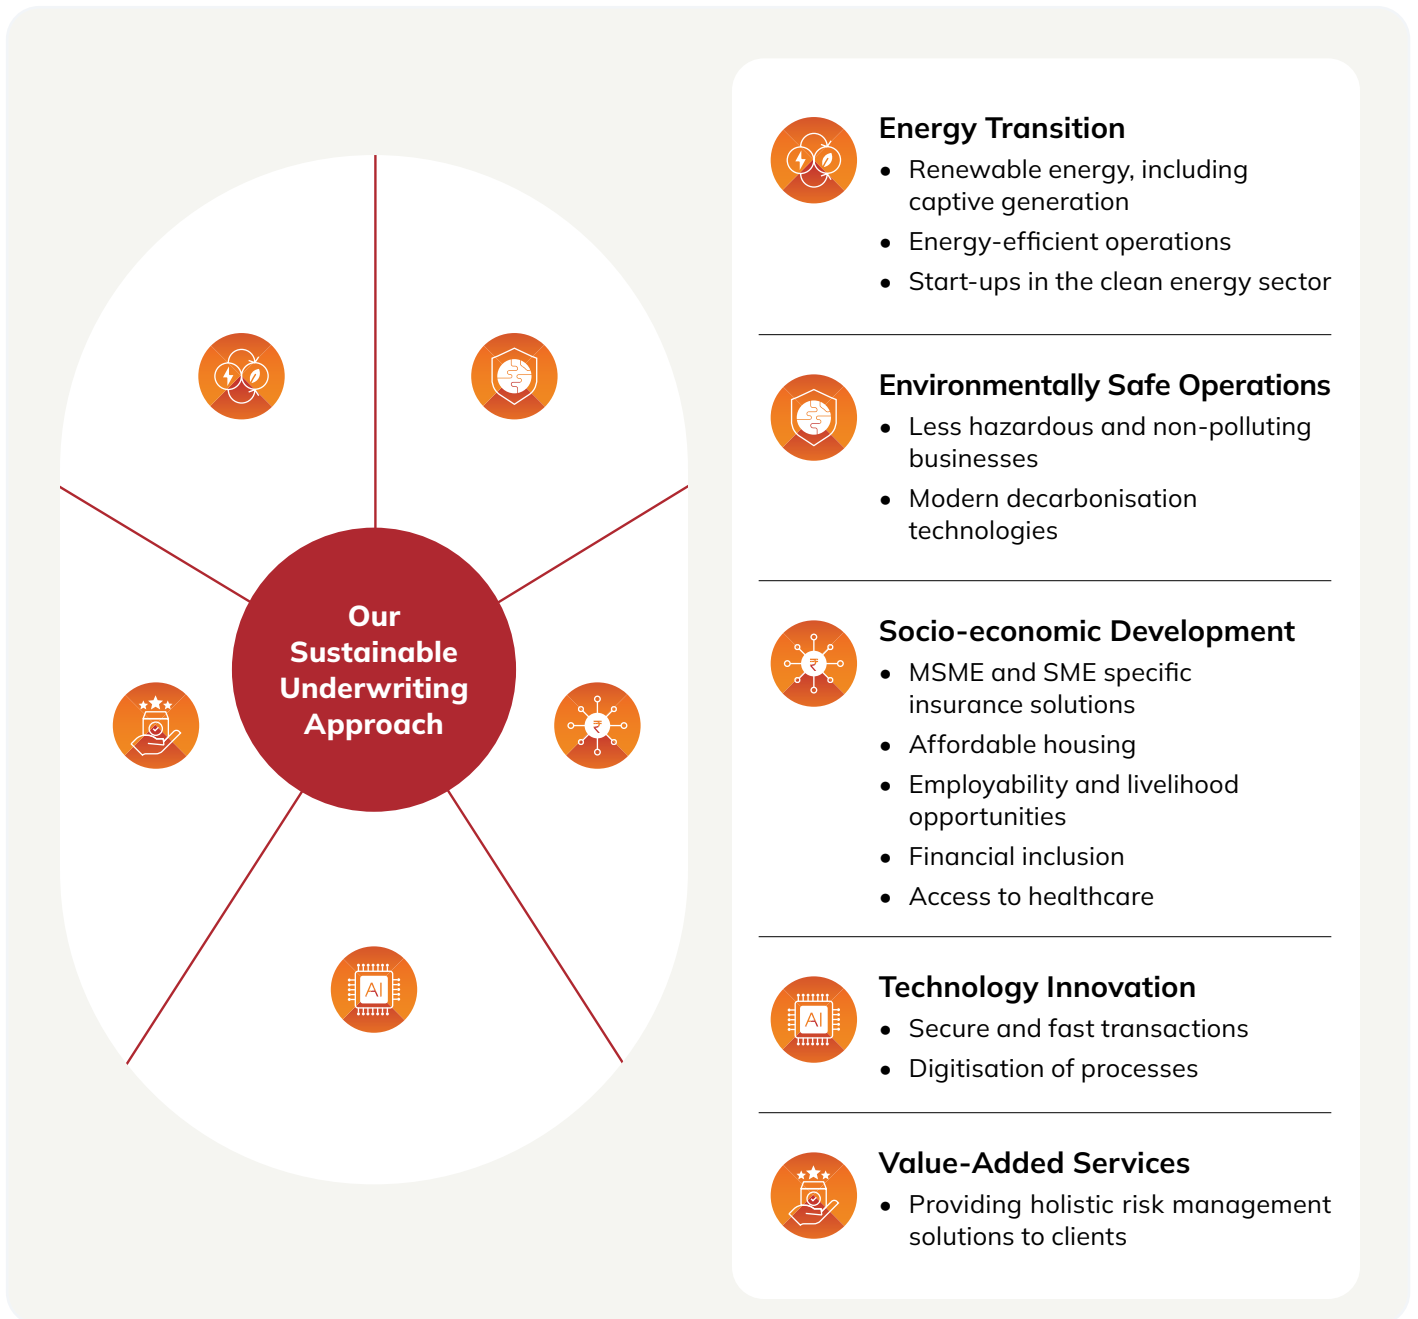 Our
Sustainable
Underwriting
Approach
AI
₹
Energy Transition
• Renewable energy, including
captive generation
• Energy-efficient operations
• Start-ups in the clean energy sector
Environmentally Safe Operations
• Less hazardous and non-polluting
businesses
• Modern decarbonisation
technologies
₹
Socio-economic Development
• MSME and SME specific
insurance solutions
• Affordable housing
• Employability and livelihood
opportunities
• Financial inclusion
• Access to healthcare
AI
Technology Innovation
• Secure and fast transactions
• Digitisation of processes
Value-Added Services
• Providing holistic risk management
solutions to clients